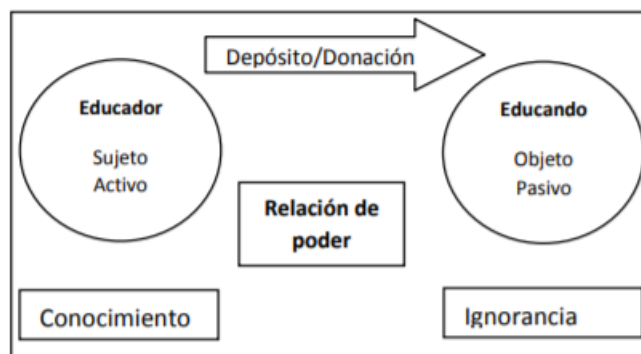 Depósito/Donación
Educador
Sujeto
Activo
Educando
Objeto
Pasivo
Relación de
poder
Conocimiento
Ignorancia